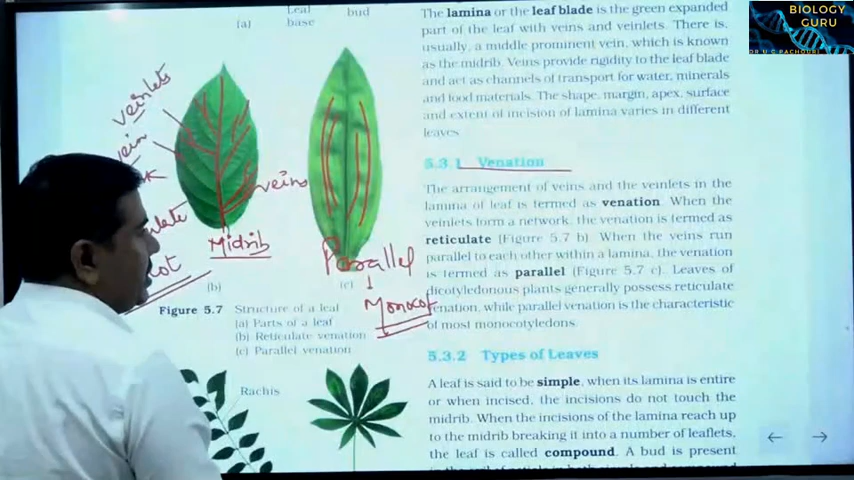 BIOLOGY
GURU
DR U C PACHOURI
(a)
Leaf
base
bud
veinlets
vein
veins
Midrib
Parallel
Monocot
(b)
(c)
Figure 5.7 Structure of a leaf
(a) Parts of a leaf
(b) Reticulate venation
(c) Parallel venation
Rachis
The lamina or the leaf blade is the green expanded
part of the leaf with veins and veinlets. There is,
usually, a middle prominent vein, which is known
as the midrib. Veins provide rigidity to the leaf blade
and act as channels of transport for water, minerals
and food materials. The shape, margin, apex, surface
and extent of incision of lamina varies in different
leaves.
5.3.1 Venation
The arrangement of veins and the veinlets in the
lamina of leaf is termed as venation. When the
veinlets form a network, the venation is termed as
reticulate (Figure 5.7 b). When the veins run
parallel to each other within a lamina, the venation
is termed as parallel (Figure 5.7 c). Leaves of
dicotyledonous plants generally possess reticulate
venation, while parallel venation is the characteristic
of most monocotyledons.
5.3.2 Types of Leaves
A leaf is said to be simple, when its lamina is entire
or when incised, the incisions do not touch the
midrib. When the incisions of the lamina reach up
to the midrib breaking it into a number of leaflets,
the leaf is called compound. A bud is present